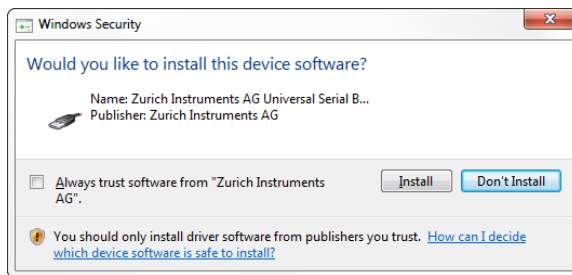 Windows Security
Would you like to install this device software?
Name: Zurich Instruments AG Universal Serial B...
Publisher: Zurich Instruments AG
Always trust software from "Zurich Instruments
AG".
Install
Don't Install
You should only install driver software from publishers you trust. How can I decide
which device software is safe to install?